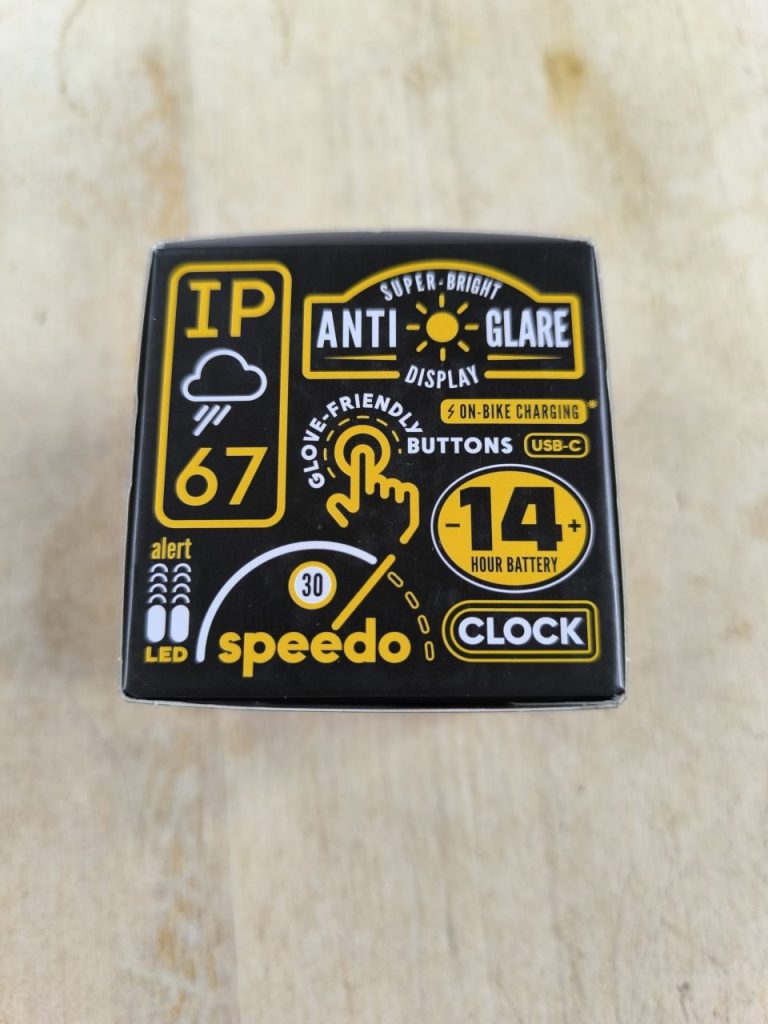 IP
67
SUPER-BRIGHT
ANTI GLARE
DISPLAY
ON-BIKE CHARGING*
GLOVE-FRIENDLY
BUTTONS
USB-C
-14+
HOUR BATTERY
alert
LED
30
speedo
CLOCK